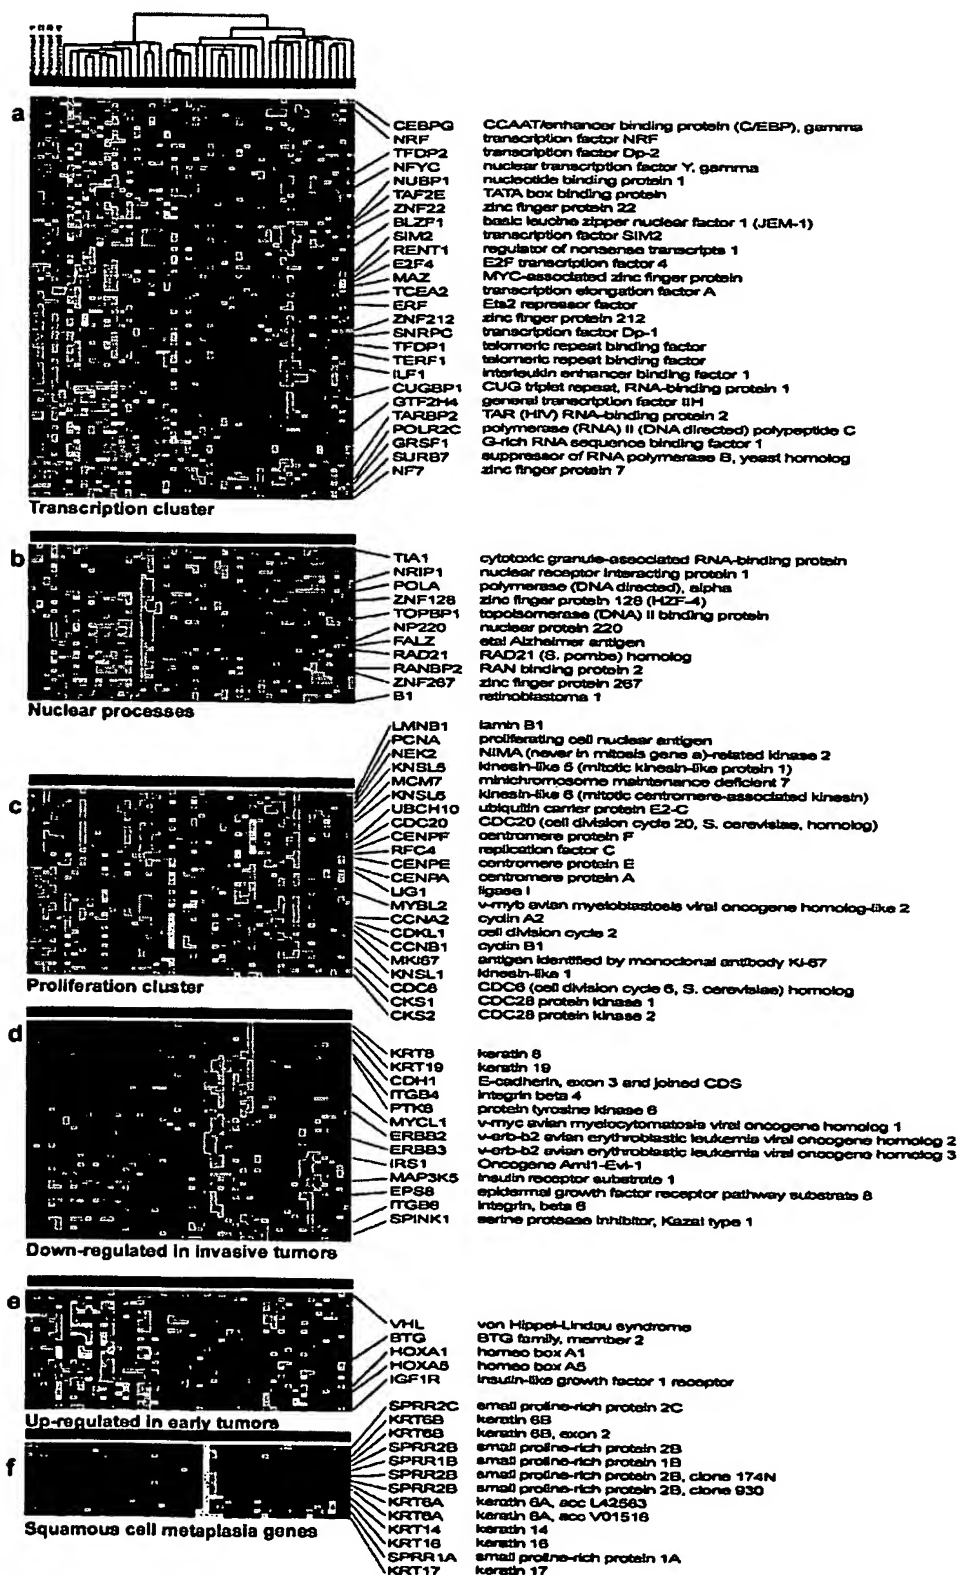 a
CEBPG CCAAT/enhancer binding protein (C/EBP), gamma
NRF transcription factor NRF
TFDP2 transcription factor Dp-2
NFYC nuclear transcription factor Y, gamma
NUBP1 nucleotide binding protein 1
TAF2E TATA box binding protein
ZNF22 zinc finger protein 22
BLZP1 basic leucine zipper nuclear factor 1 (JEM-1)
SIM2 transcription factor SIM2
RENT1 regulator of nonsense transcripts 1
E2F4 E2F transcription factor 4
MAZ MYC-associated zinc finger protein
TCEA2 transcription elongation factor A
ERF Ets2 repressor factor
ZNF212 zinc finger protein 212
SNRPC transcription factor Dp-1
TFDP1 telomeric repeat binding factor
TERF1 telomeric repeat binding factor
ILF1 interleukin enhancer binding factor 1
CUGBP1 CUG triplet repeat, RNA-binding protein 1
GTF2H4 general transcription factor IIH
TARBP2 TAR (HIV) RNA-binding protein 2
POLR2C polymerase (RNA) II (DNA directed) polypeptide C
GRSF1 G-rich RNA sequence binding factor 1
SURB7 suppressor of RNA polymerase B, yeast homolog
NF7 zinc finger protein 7
Transcription cluster
b
TIA1 cytotoxic granule-associated RNA-binding protein
NRIP1 nuclear receptor interacting protein 1
POLA polymerase (DNA directed), alpha
ZNF128 zinc finger protein 128 (HZF-4)
TOPBP1 topoisomerase (DNA) II binding protein
NP220 nuclear protein 220
FALZ etal Alzheimer antigen
RAD21 RAD21 (S. pombe) homolog
RANBP2 RAN binding protein 2
ZNF267 zinc finger protein 267
B1 retinoblastoma 1
Nuclear processes
c
LMNB1 lamin B1
PCNA proliferating cell nuclear antigen
NEK2 NIMA (never in mitosis gene a)-related kinase 2
KNSL5 kinesin-like 5 (mitotic kinesin-like protein 1)
MCM7 minichromosome maintenance deficient 7
KNSL6 kinesin-like 6 (mitotic centromere-associated kinesin)
UBCH10 ubiquitin carrier protein E2-C
CDC20 CDC20 (cell division cycle 20, S. cerevisiae, homolog)
CENPF centromere protein F
RFC4 replication factor C
CENPE centromere protein E
CENPA centromere protein A
LIG1 ligase I
MYBL2 v-myb avian myeloblastosis viral oncogene homolog-like 2
CCNA2 cyclin A2
CDKL1 cell division cycle 2
CCNB1 cyclin B1
MKI67 antigen identified by monoclonal antibody Ki-67
KNSL1 kinesin-like 1
CDC6 CDC6 (cell division cycle 6, S. cerevisiae) homolog
CKS1 CDC28 protein kinase 1
CKS2 CDC28 protein kinase 2
Proliferation cluster
d
KRT8 keratin 8
KRT19 keratin 19
CDH1 E-cadherin, exon 3 and joined CDS
ITGB4 integrin beta 4
PTK6 protein tyrosine kinase 6
MYCL1 v-myc avian myelocytomatosis viral oncogene homolog 1
ERBB2 v-erb-b2 avian erythroblastic leukemia viral oncogene homolog 2
ERBB3 v-erb-b2 avian erythroblastic leukemia viral oncogene homolog 3
IRS1 Oncogene Aml1-Evi-1
MAP3K5 insulin receptor substrate 1
EPS8 epidermal growth factor receptor pathway substrate 8
ITGB6 integrin, beta 6
SPINK1 serine protease inhibitor, Kazal type 1
Down-regulated in invasive tumors
e
VHL von Hippel-Lindau syndrome
BTG BTG family, member 2
HOXA1 homeo box A1
HOXA5 homeo box A5
IGF1R insulin-like growth factor 1 receptor
Up-regulated in early tumors
f
SPRR2C small proline-rich protein 2C
KRT6B keratin 6B
KRT6B keratin 6B, exon 2
SPRR2B small proline-rich protein 2B
SPRR1B small proline-rich protein 1B
SPRR2B small proline-rich protein 2B, clone 174N
SPRR2B small proline-rich protein 2B, clone 930
KRT6A keratin 6A, acc L42583
KRT6A keratin 6A, acc V01516
KRT14 keratin 14
KRT16 keratin 16
SPRR1A small proline-rich protein 1A
KRT17 keratin 17
Squamous cell metaplasia genes